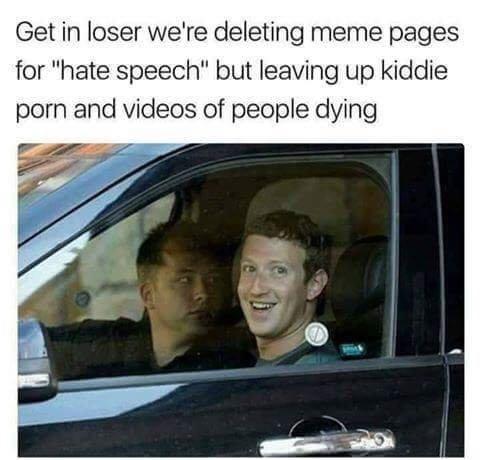 Get in loser we're deleting meme pages
for "hate speech" but leaving up kiddie
porn and videos of people dying